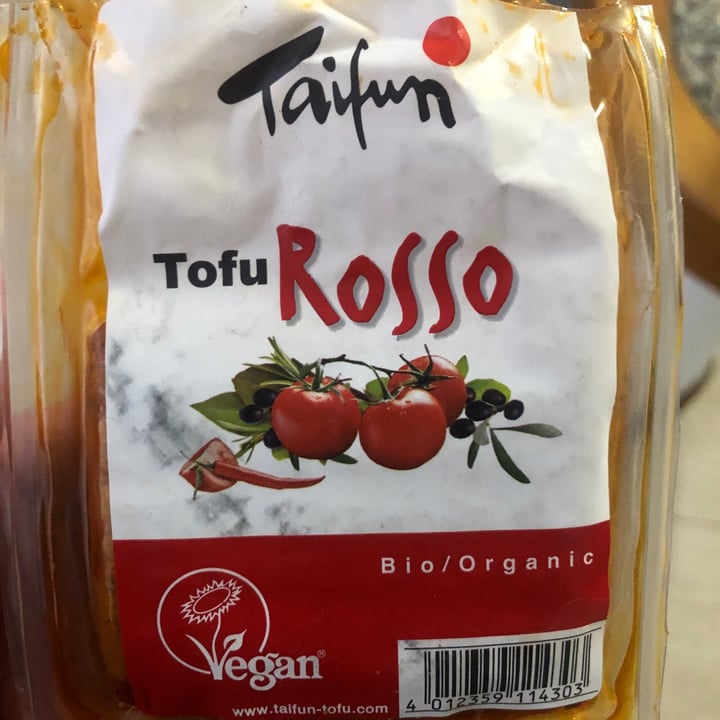 Taifun
Tofu Rosso
Bio/Organic
Vegan®
www.taifun-tofu.com
4 012359 114303